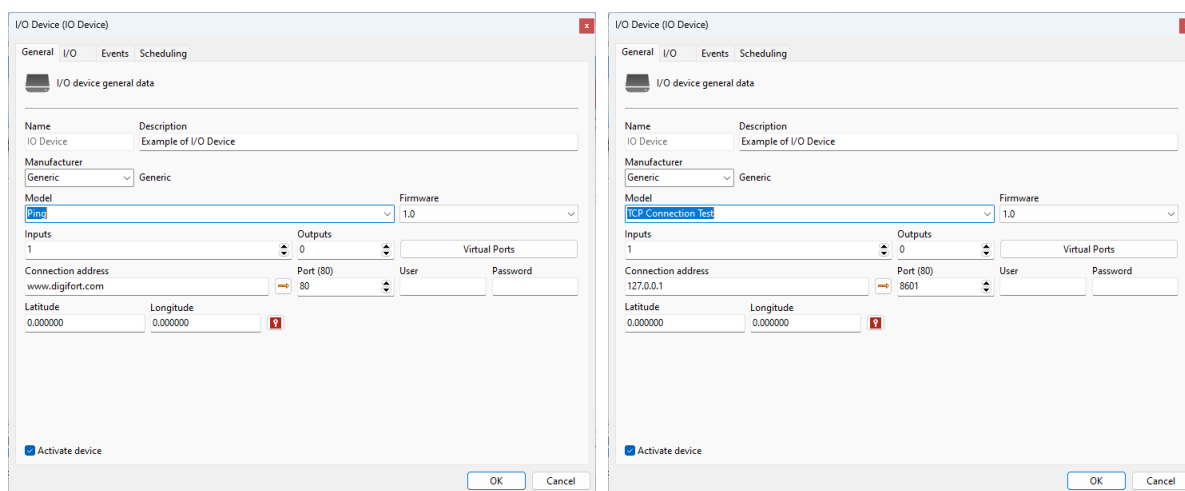 I/O Device (IO Device)
x
General I/O Events Scheduling
I/O device general data
Name Description
IO Device Example of I/O Device
Manufacturer
Generic Generic
Model Firmware
Ping 1.0
Inputs Outputs
1 0 Virtual Ports
Connection address Port (80) User Password
www.digifort.com 80
Latitude Longitude
0.000000 0.000000
Activate device
OK Cancel
I/O Device (IO Device)
General I/O Events Scheduling
I/O device general data
Name Description
IO Device Example of I/O Device
Manufacturer
Generic Generic
Model Firmware
TCP Connection Test 1.0
Inputs Outputs
1 0 Virtual Ports
Connection address Port (80) User Password
127.0.0.1 8601
Latitude Longitude
0.000000 0.000000
Activate device
OK Cancel